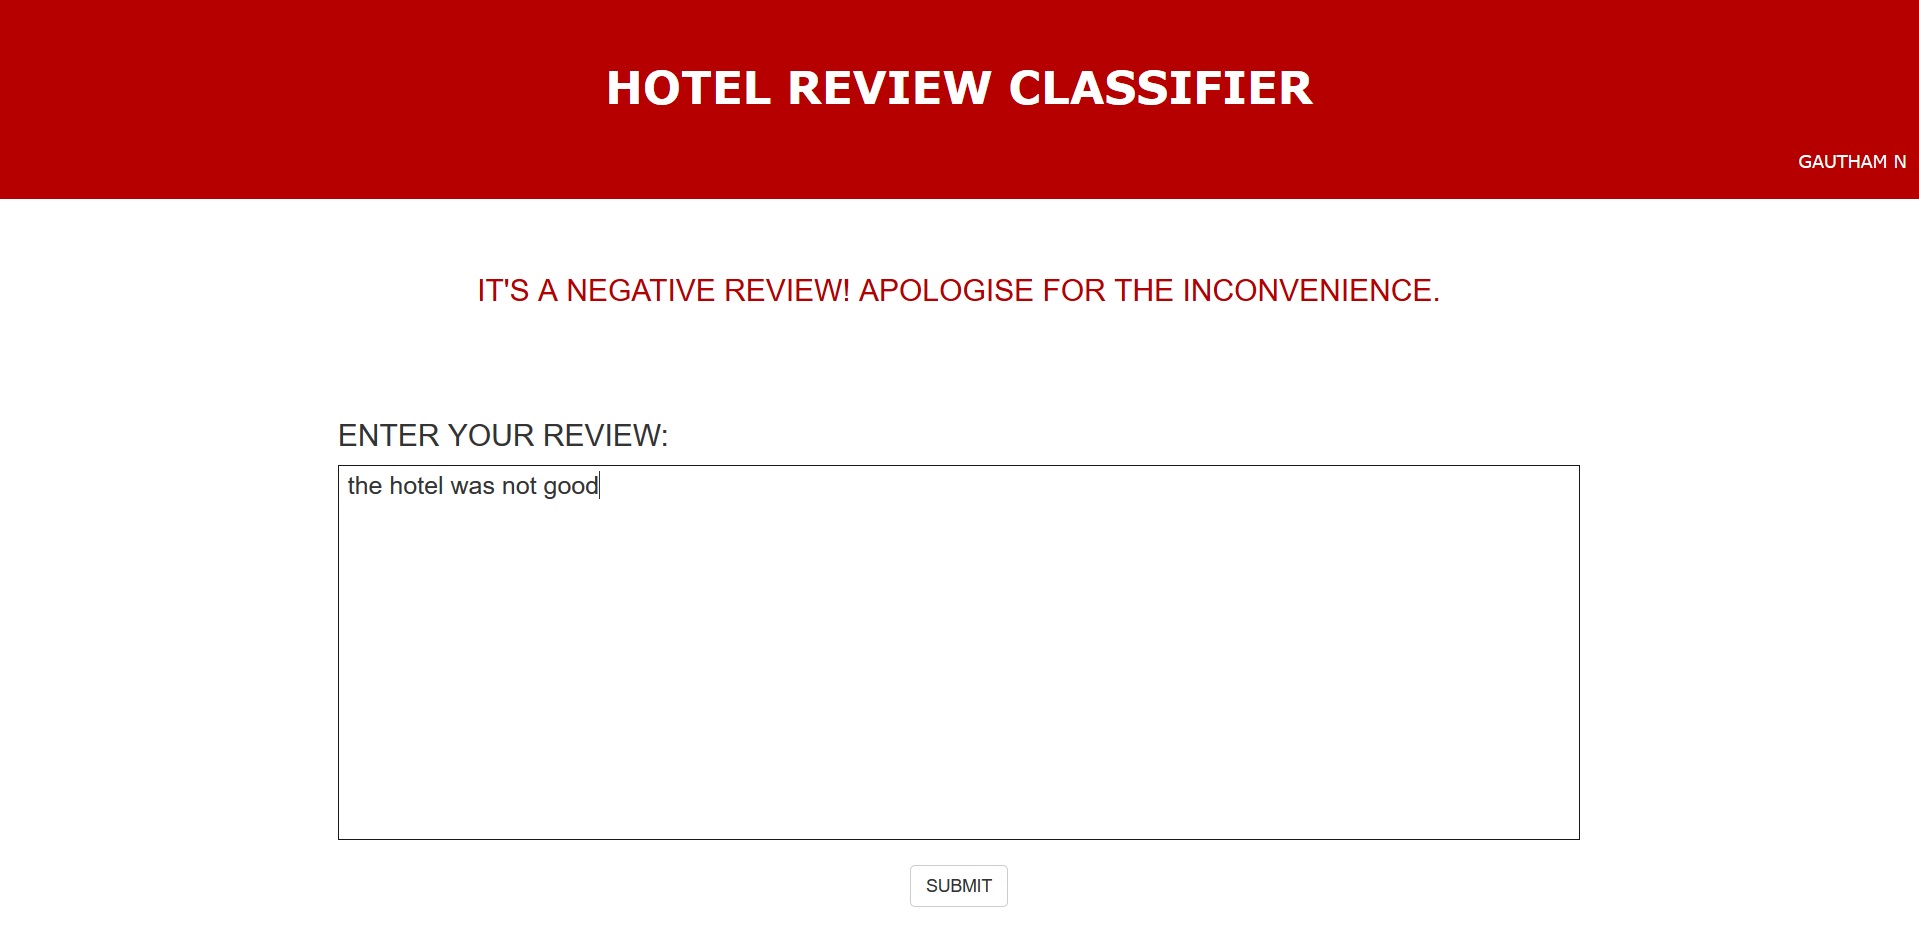 HOTEL REVIEW CLASSIFIER
GAUTHAM N
IT'S A NEGATIVE REVIEW! APOLOGISE FOR THE INCONVENIENCE.
ENTER YOUR REVIEW:
the hotel was not good
SUBMIT